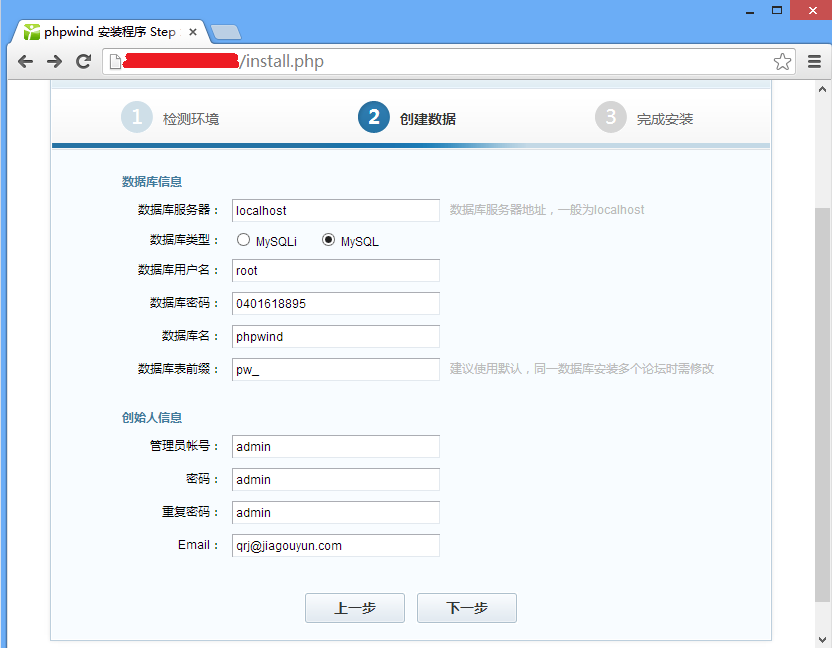 phpwind 安装程序 Step
/install.php
1 检测环境 2 创建数据 3 完成安装
数据库信息
数据库服务器： localhost 数据库服务器地址，一般为localhost
数据库类型： MySQLi MySQL
数据库用户名： root
数据库密码： 0401618895
数据库名： phpwind
数据库表前缀： pw_ 建议使用默认，同一数据库安装多个论坛时需修改
创始人信息
管理员帐号： admin
密码： admin
重复密码： admin
Email： qrj@jiagouyun.com
上一步 下一步